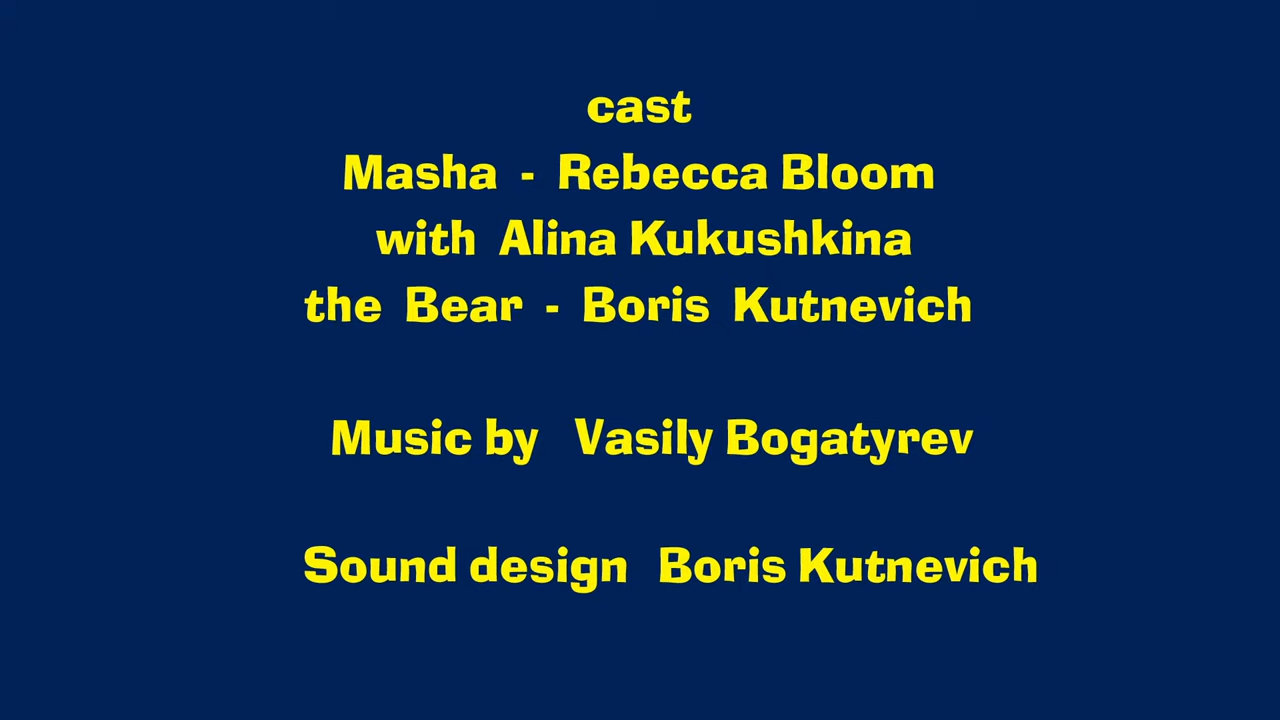 cast
Masha - Rebecca Bloom
with Alina Kukushkina
the Bear - Boris Kutnevich
Music by Vasily Bogatyrev
Sound design Boris Kutnevich